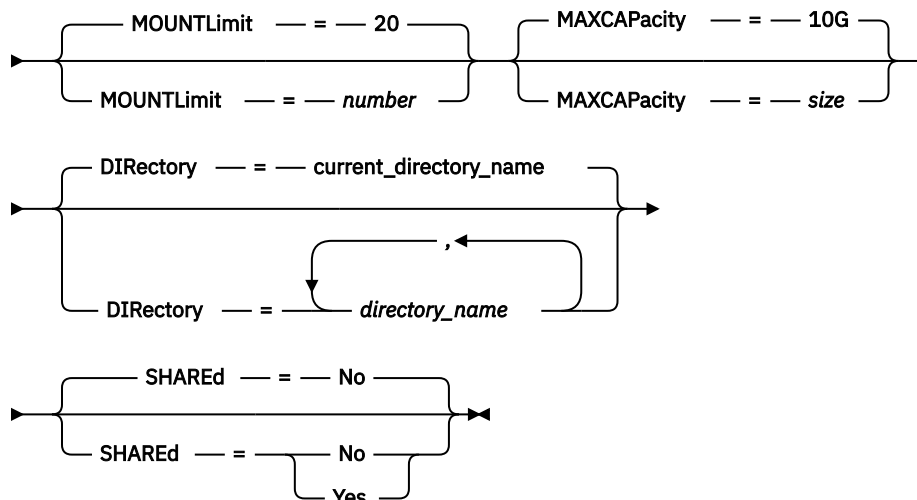 MOUNTLimit = 20 MAXCAPacity = 10G
MOUNTLimit = number MAXCAPacity = size
DIRectory = current_directory_name
,
DIRectory = directory_name
SHAREd = No
SHAREd = No
Yes